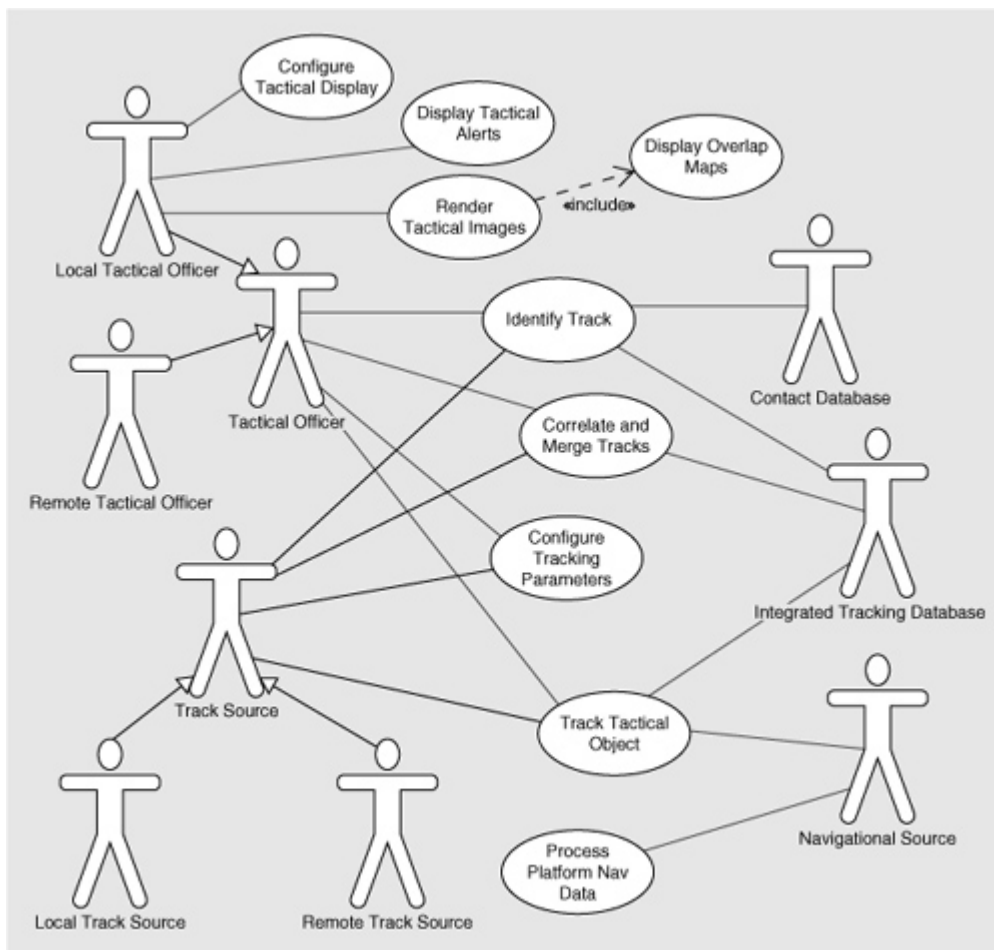 Configure
Tactical Display
Display Tactical
Alerts
Display Overlap
Maps
Render
Tactical Images
«include»
Local Tactical Officer
Identify Track
Contact Database
Tactical Officer
Correlate and
Merge Tracks
Remote Tactical Officer
Configure
Tracking
Parameters
Integrated Tracking Database
Track Source
Track Tactical
Object
Navigational Source
Process
Platform Nav
Data
Local Track Source
Remote Track Source